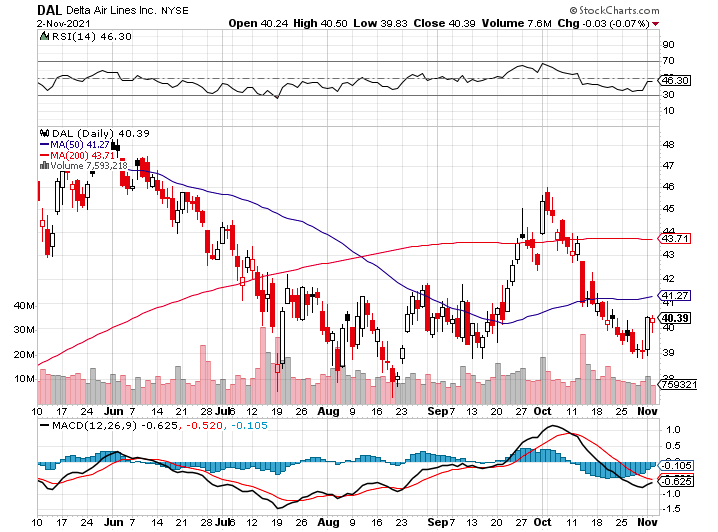 DAL Delta Air Lines Inc. NYSE © StockCharts.com
2-Nov-2021 Open 40.24 High 40.50 Low 39.83 Close 40.39 Volume 7.6M Chg -0.03 (-0.07%)
RSI(14) 46.30
90
70
50
46.30
30
10
DAL (Daily) 40.39
MA(50) 41.27
MA(200) 43.71
Volume 7,593,218
48
47
46
45
44
43.71
43
42
41.27
41
40.39
40
39
38
759321
40M
30M
20M
10M
10 17 24 Jun 7 14 21 28 Jul 6 12 19 26 Aug 9 16 23 Sep 7 13 20 27 Oct 11 18 25 Nov
MACD(12,26,9) -0.625, -0.520, -0.105
1.0
0.5
0.0
-0.105
-0.625
-1.0
-1.5
10 17 24 Jun 7 14 21 28 Jul 6 12 19 26 Aug 9 16 23 Sep 7 13 20 27 Oct 11 18 25 Nov